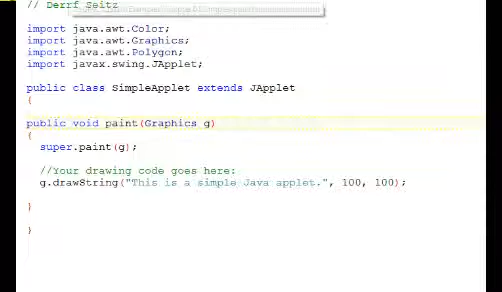 // Derrf Seitz
import java.awt.Color;
import java.awt.Graphics;
import java.awt.Polygon;
import javax.swing.JApplet;
public class SimpleApplet extends JApplet
{
public void paint(Graphics g)
{
super.paint(g);
//Your drawing code goes here:
g.drawString("This is a simple Java applet.", 100, 100);
}
}